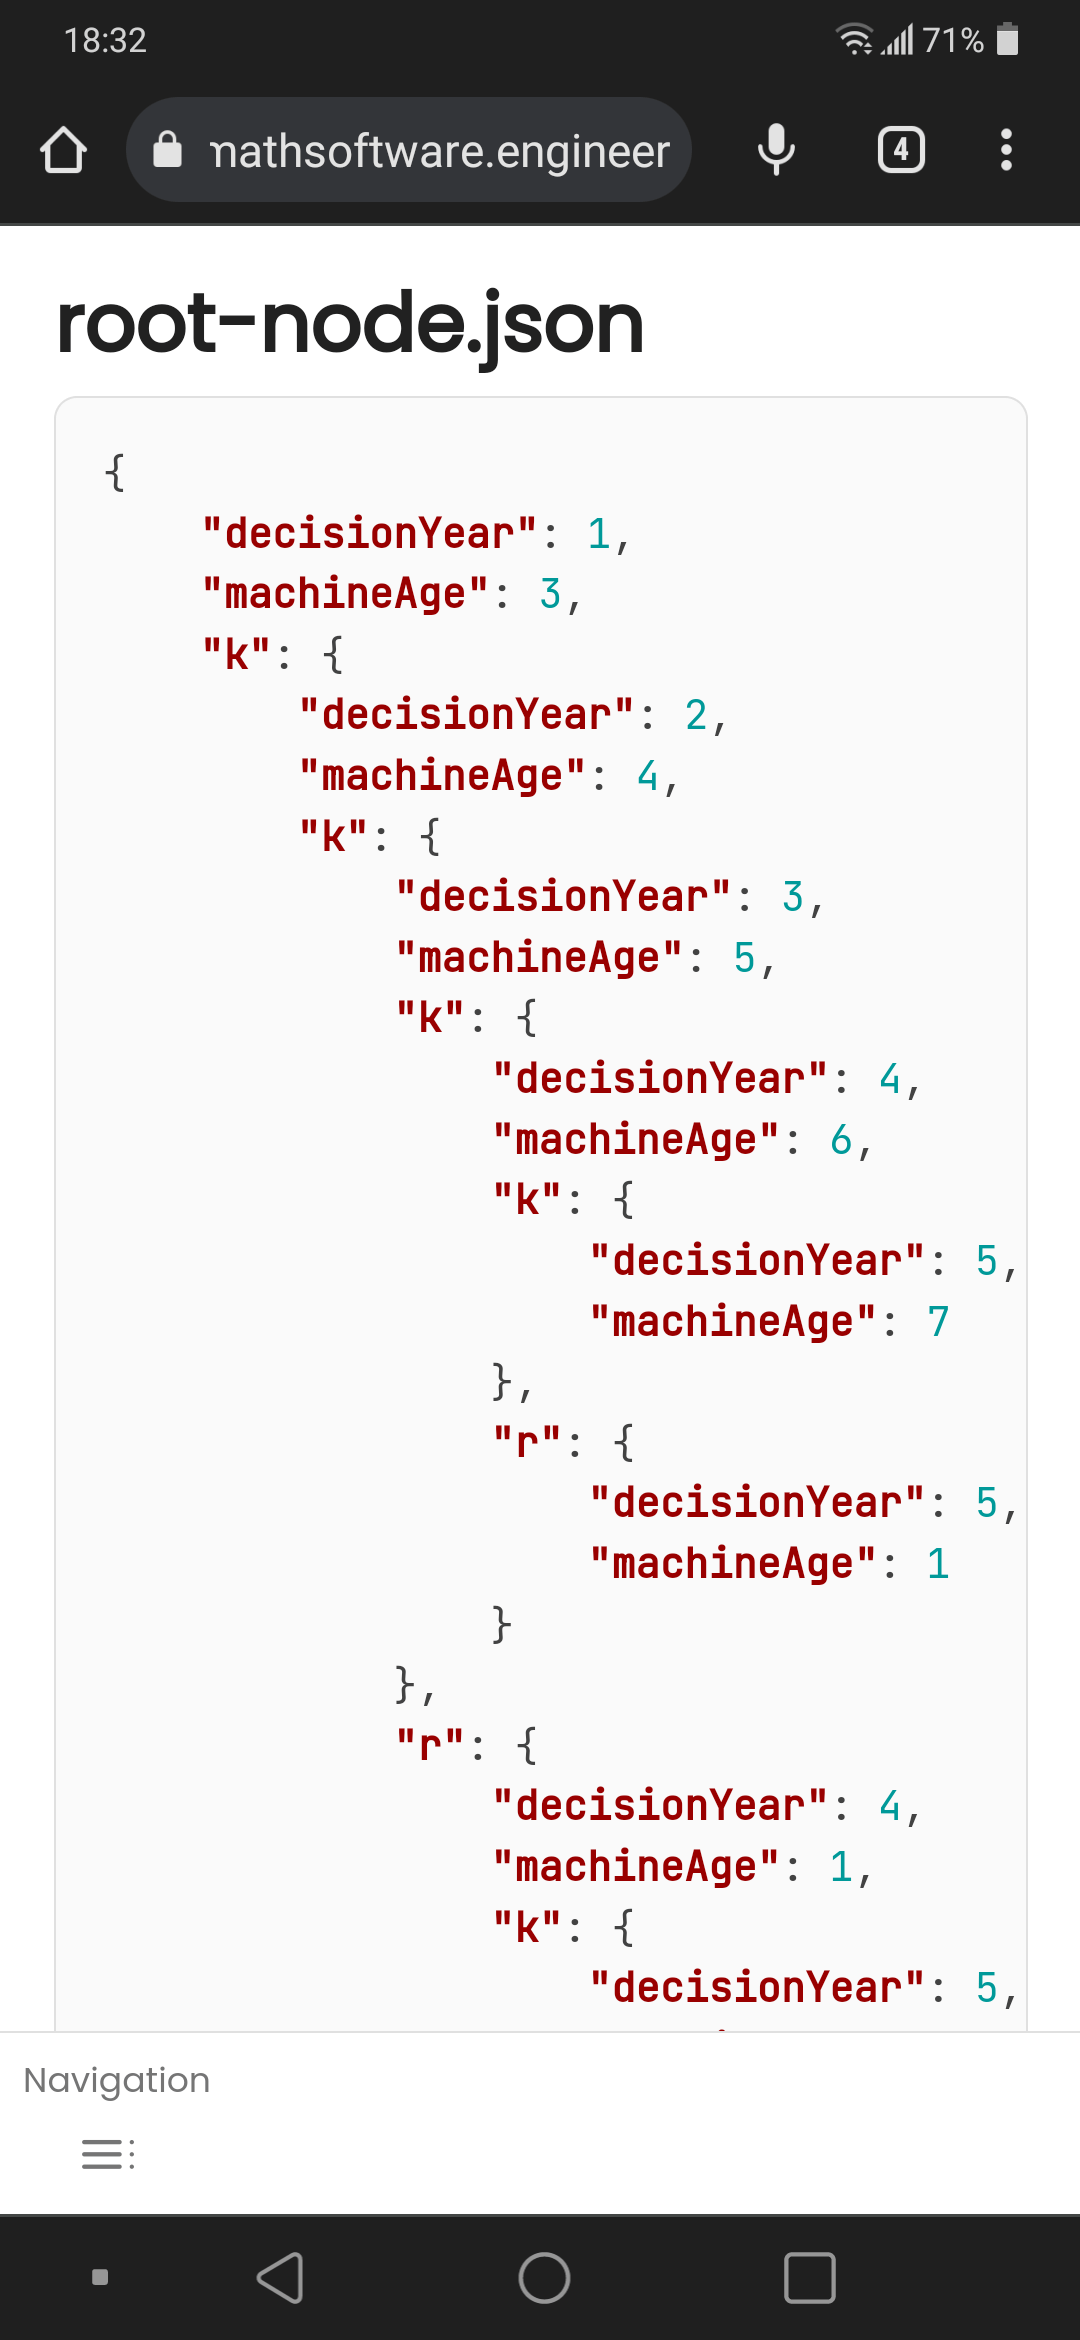 18:32
71%
mathsoftware.engineer
4
root-node.json
{
"decisionYear": 1,
"machineAge": 3,
"k": {
"decisionYear": 2,
"machineAge": 4,
"k": {
"decisionYear": 3,
"machineAge": 5,
"k": {
"decisionYear": 4,
"machineAge": 6,
"k": {
"decisionYear": 5,
"machineAge": 7
},
"r": {
"decisionYear": 5,
"machineAge": 1
}
},
"r": {
"decisionYear": 4,
"machineAge": 1,
"k": {
"decisionYear": 5,
Navigation